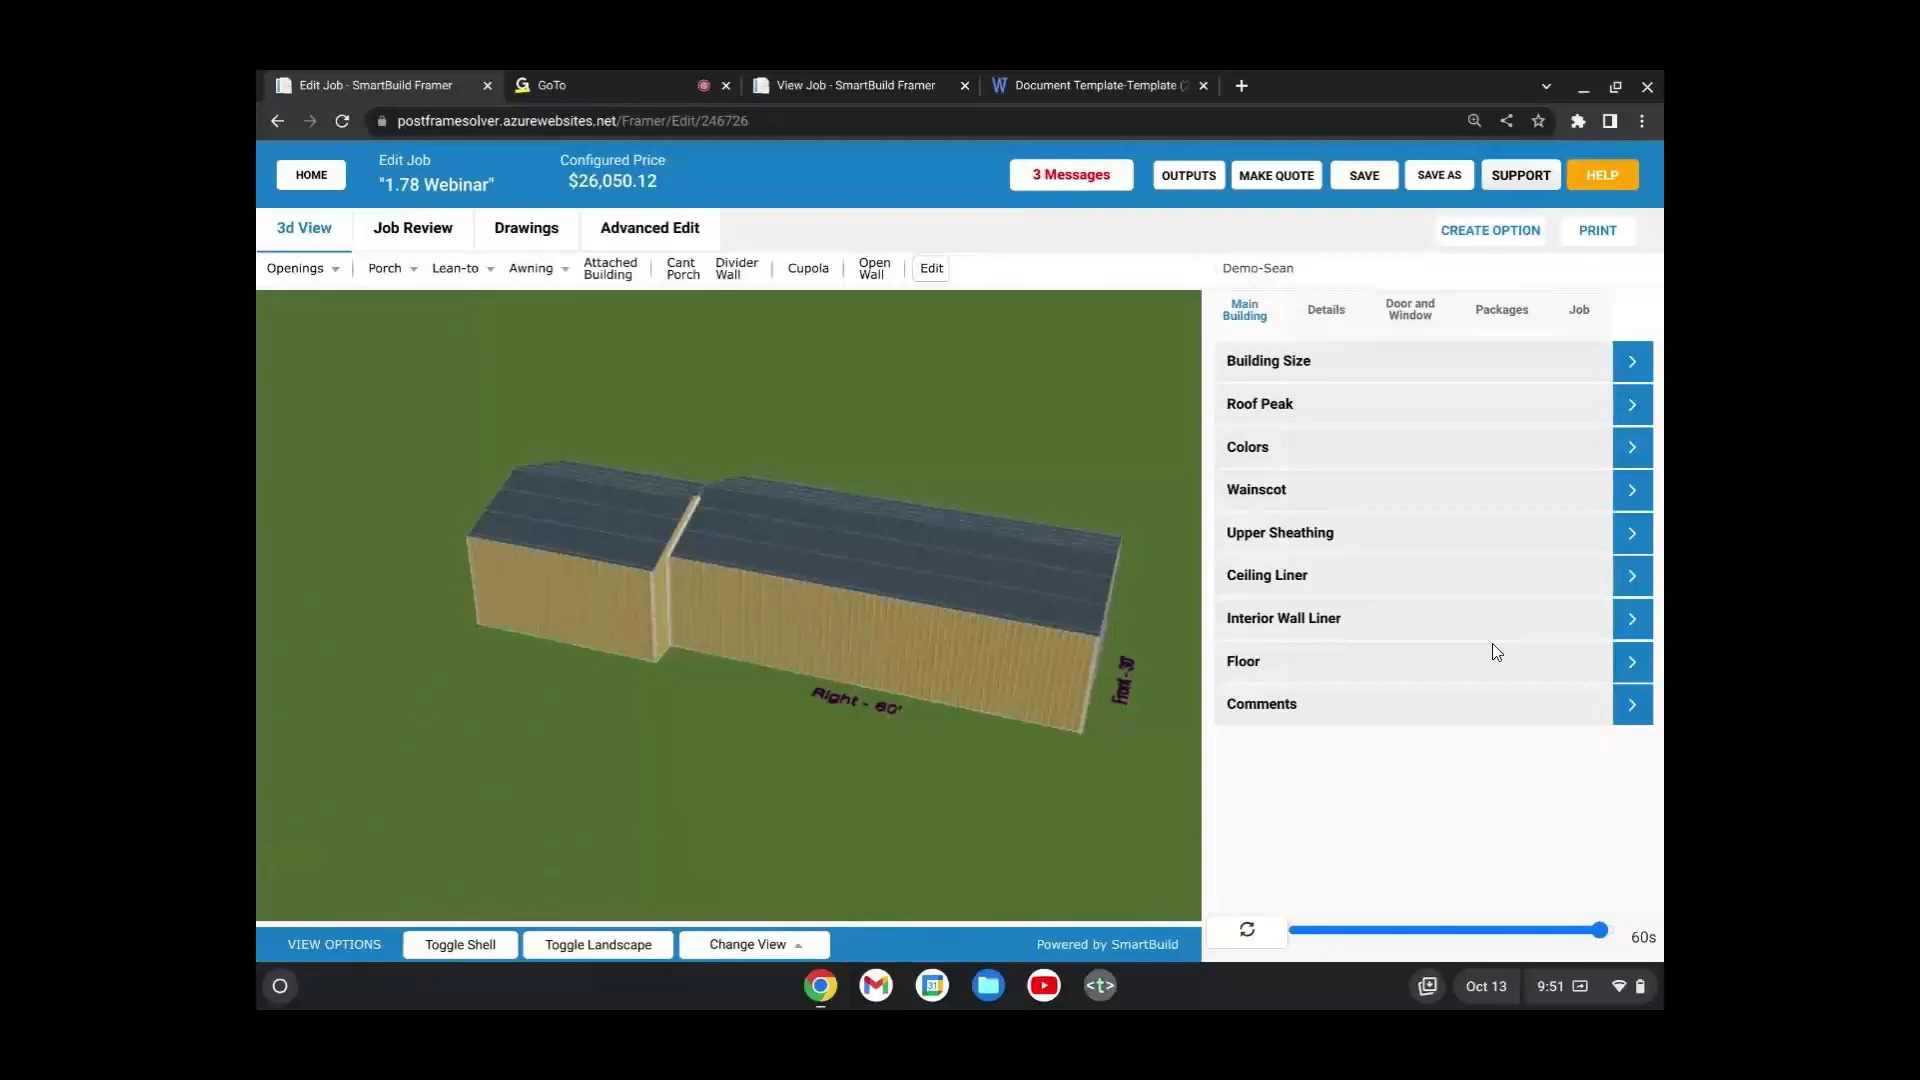 Edit Job - SmartBuild Framer
GoTo
View Job - SmartBuild Framer
Document Template-Template (
postframesolver.azurewebsites.net/Framer/Edit/246726
HOME
Edit Job
"1.78 Webinar"
Configured Price
$26,050.12
3 Messages
OUTPUTS
MAKE QUOTE
SAVE
SAVE AS
SUPPORT
HELP
3d View
Job Review
Drawings
Advanced Edit
CREATE OPTION
PRINT
Openings
Porch
Lean-to
Awning
Attached
Building
Cant
Porch
Divider
Wall
Cupola
Open
Wall
Edit
Demo-Sean
Main
Building
Details
Door and
Window
Packages
Job
Building Size
Roof Peak
Colors
Wainscot
Upper Sheathing
Ceiling Liner
Interior Wall Liner
Floor
Comments
Right - 60'
Front - 30'
60s
VIEW OPTIONS
Toggle Shell
Toggle Landscape
Change View
Powered by SmartBuild
31
<t>
Oct 13
9:51